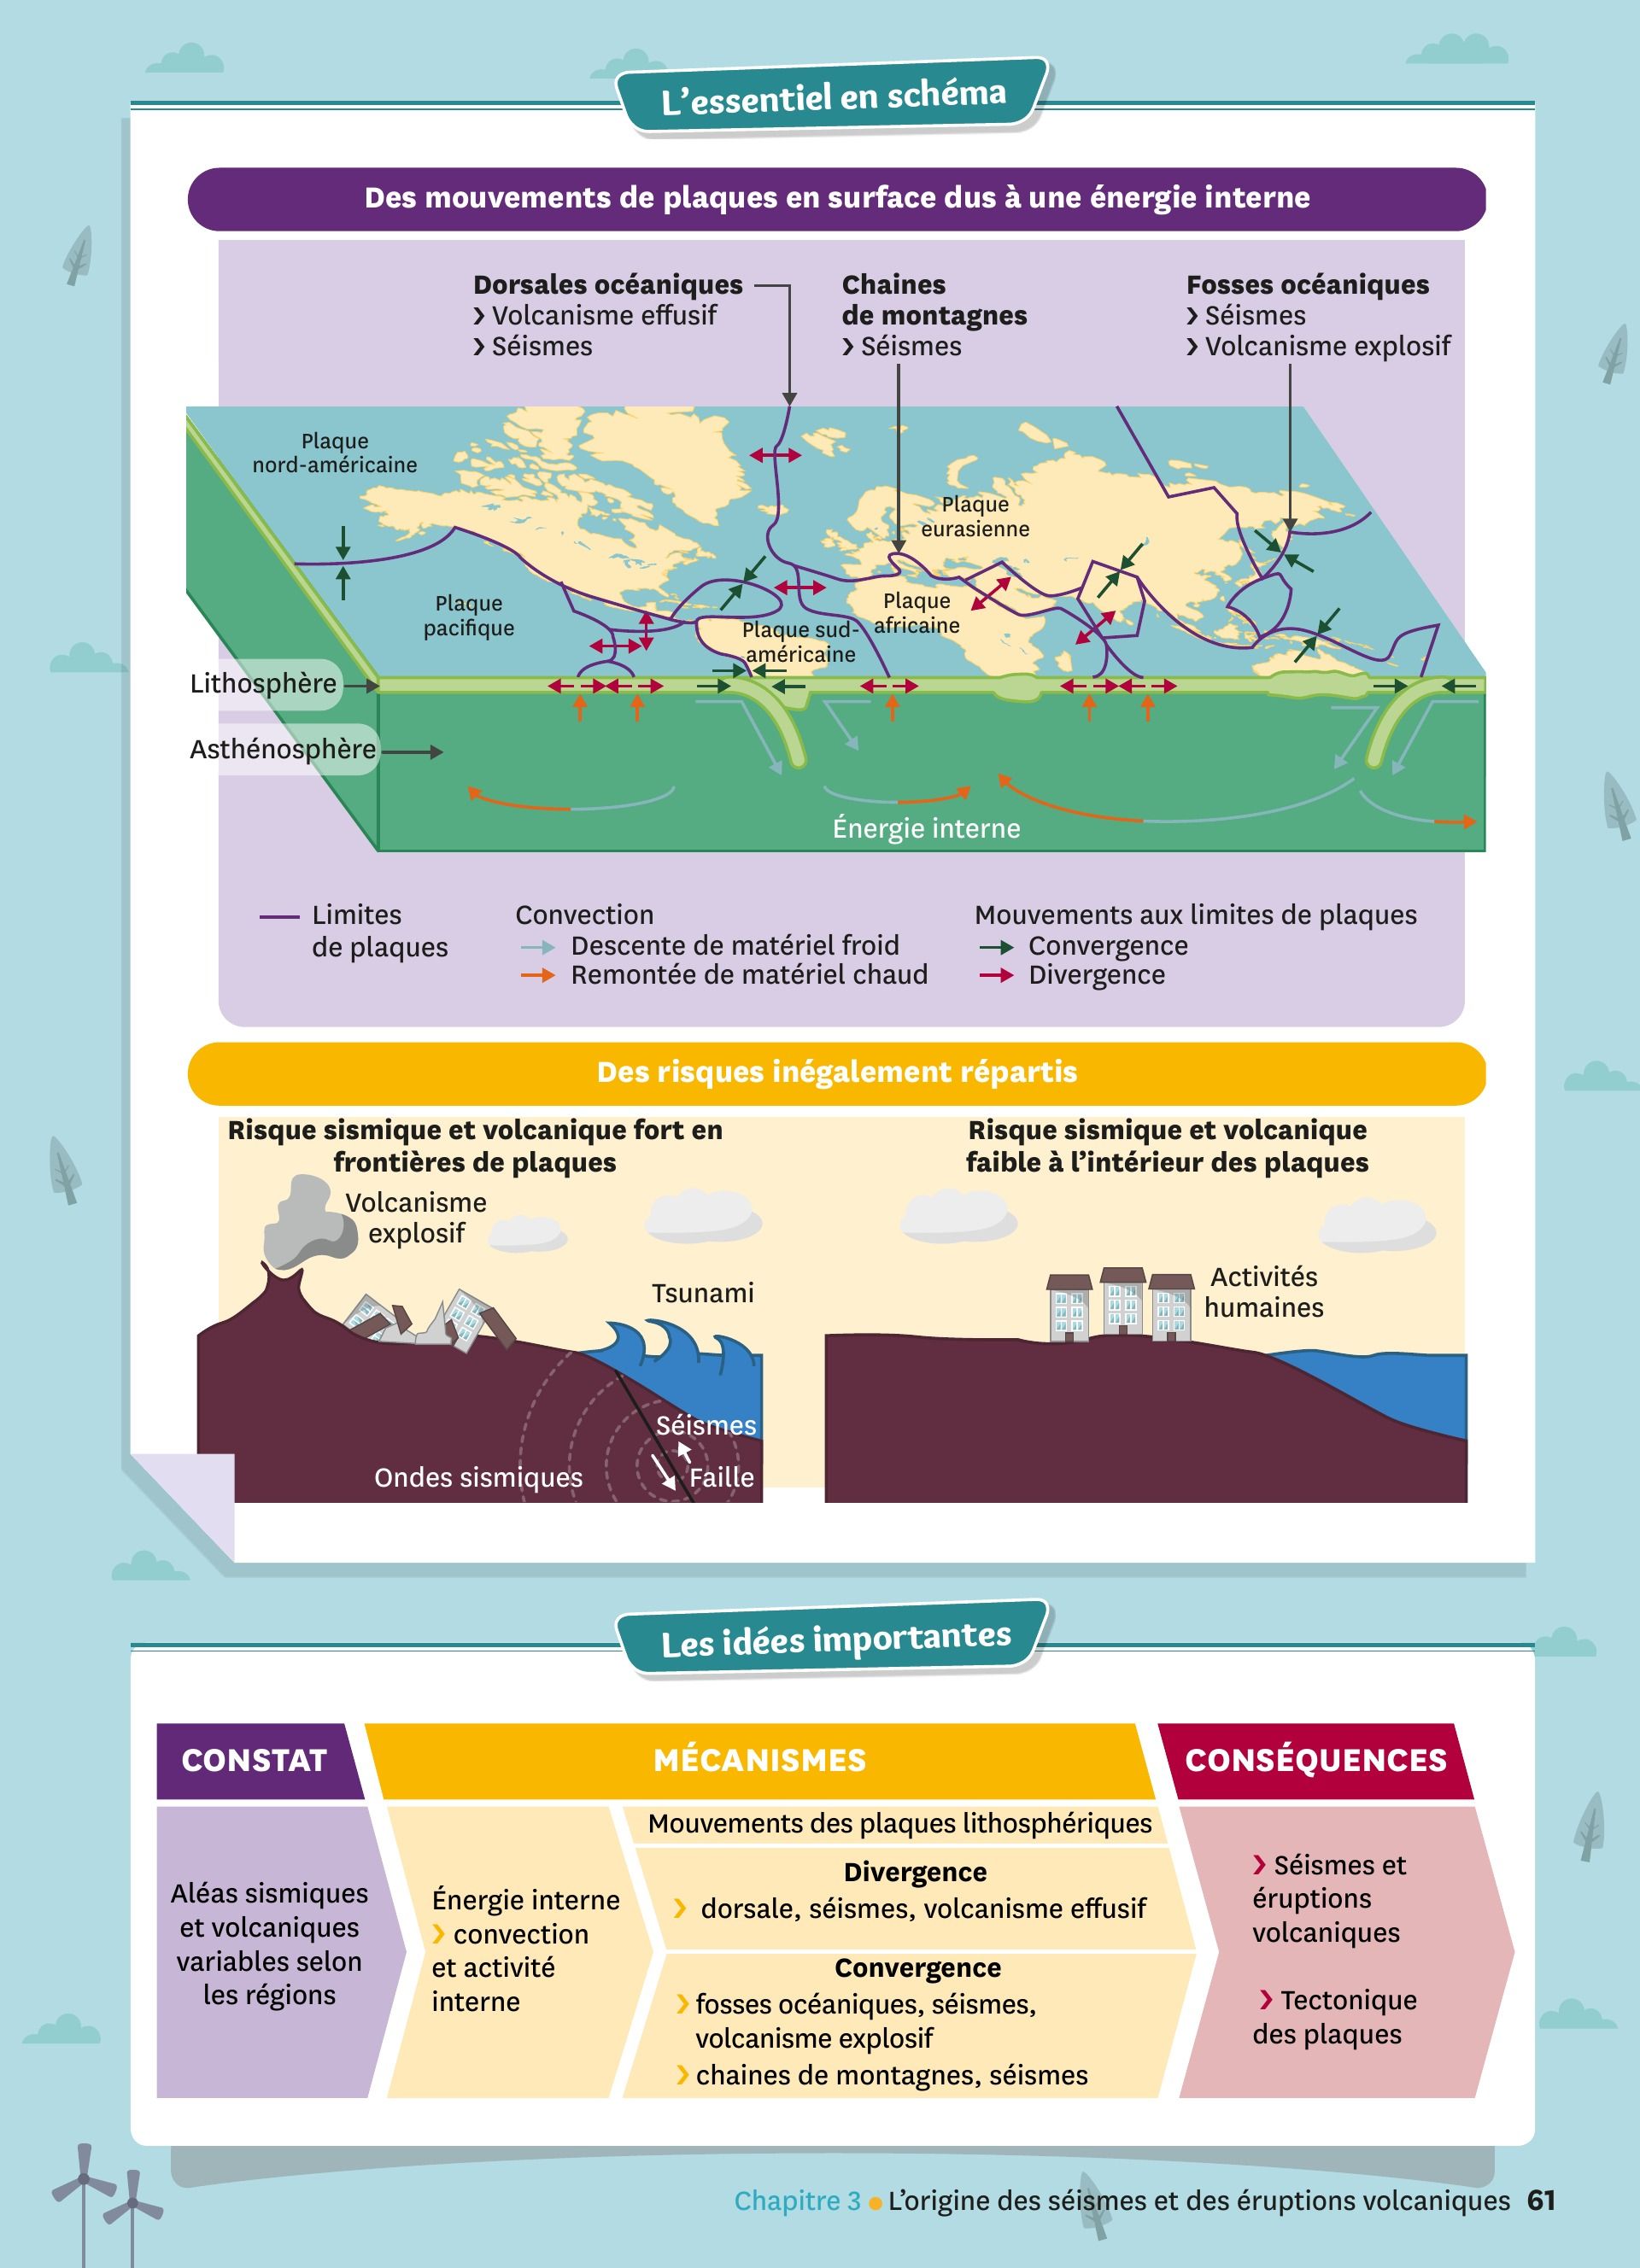 L'essentiel en schéma
Des mouvements de plaques en surface dus à une énergie interne
Dorsales océaniques
› Volcanisme effusif
› Séismes
Chaines
de montagnes
› Séismes
Fosses océaniques
› Séismes
› Volcanisme explosif
Plaque
nord-américaine
Plaque
eurasienne
Plaque
pacifique
Plaque
africaine
Plaque sud-
américaine
Lithosphère
Asthénosphère
Énergie interne
Limites
de plaques
Convection
Descente de matériel froid
Remontée de matériel chaud
Mouvements aux limites de plaques
Convergence
Divergence
Des risques inégalement répartis
Risque sismique et volcanique fort en
frontières de plaques
Volcanisme
explosif
Tsunami
Séismes
Ondes sismiques
Faille
Risque sismique et volcanique
faible à l'intérieur des plaques
Activités
humaines
Les idées importantes
CONSTAT
Aléas sismiques
et volcaniques
variables selon
les régions
MÉCANISMES
Énergie interne
› convection
et activité
interne
Mouvements des plaques lithosphériques
Divergence
› dorsale, séismes, volcanisme effusif
Convergence
› fosses océaniques, séismes,
volcanisme explosif
› chaines de montagnes, séismes
CONSÉQUENCES
› Séismes et
éruptions
volcaniques
› Tectonique
des plaques
Chapitre 3 • L'origine des séismes et des éruptions volcaniques 61